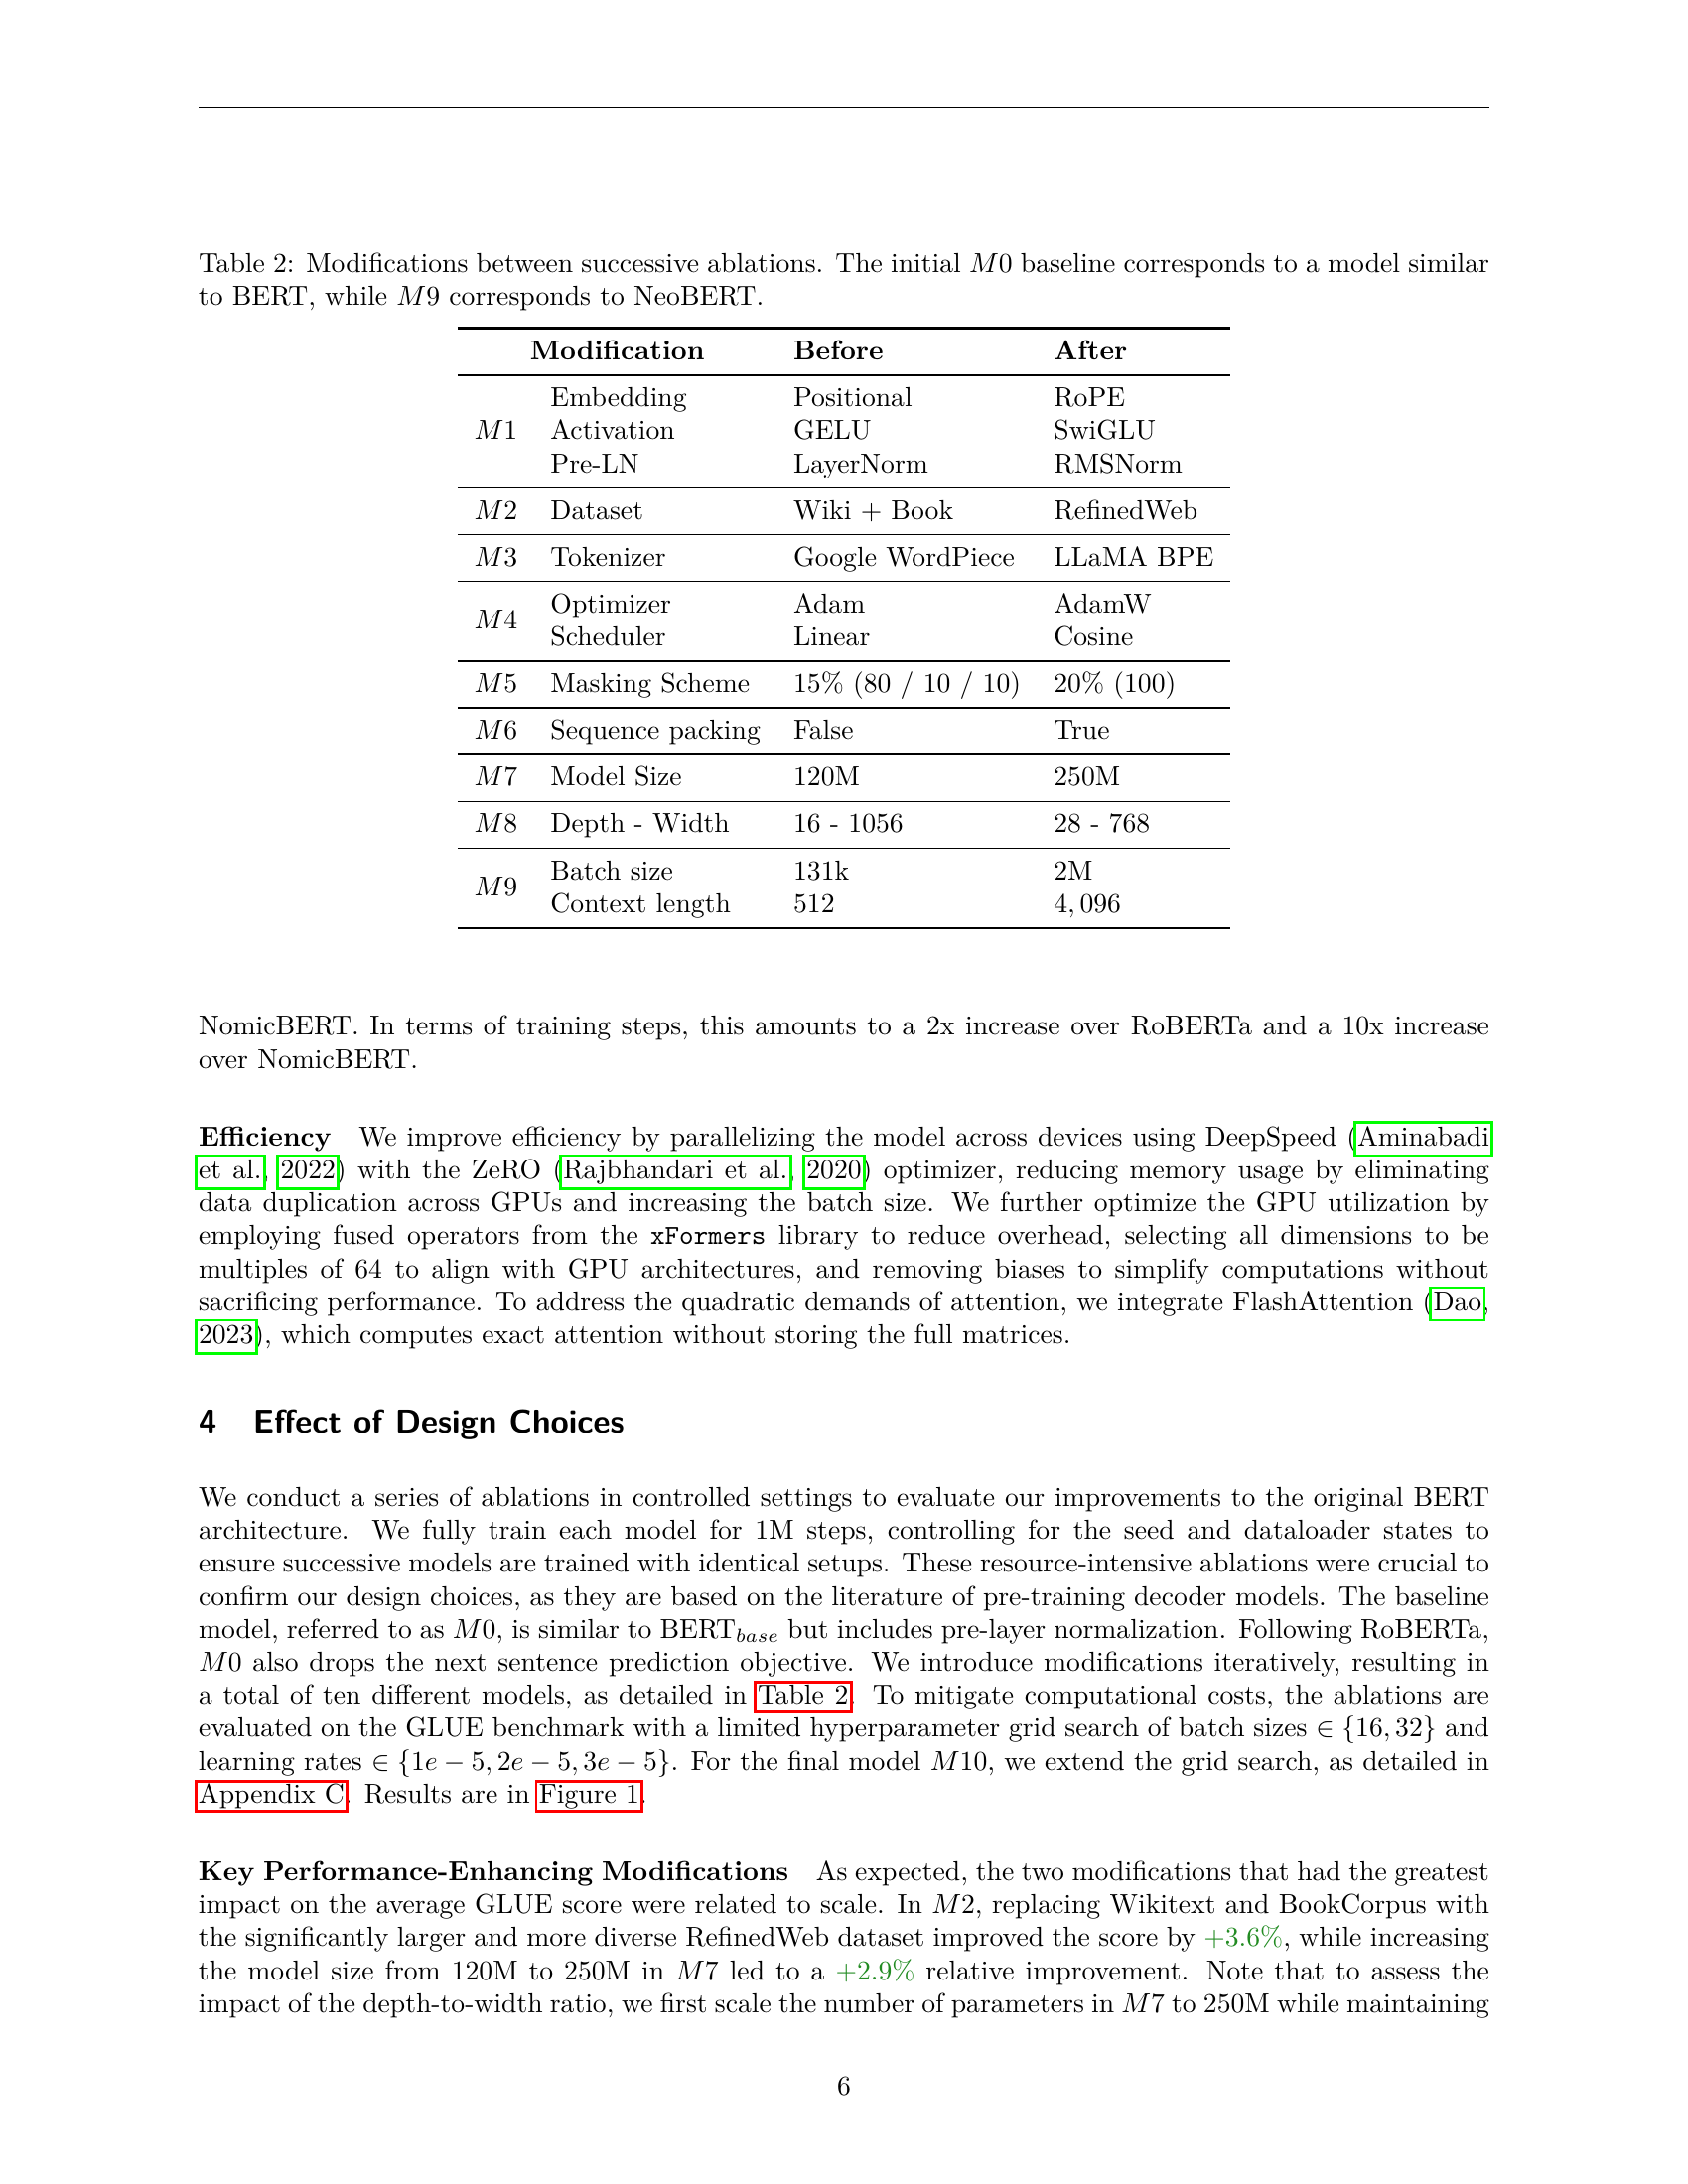 Table 2: Modifications between successive ablations. The initial M0 baseline corresponds to a model similar
to BERT, while M9 corresponds to NeoBERT.
Modification Before After
Embedding Positional RoPE
M1 Activation GELU SwiGLU
Pre-LN LayerNorm RMSNorm
M2 Dataset Wiki + Book RefinedWeb
M3 Tokenizer Google WordPiece LLaMA BPE
M4 Optimizer Adam AdamW
Scheduler Linear Cosine
M5 Masking Scheme 15% (80 / 10 / 10) 20% (100)
M6 Sequence packing False True
M7 Model Size 120M 250M
M8 Depth - Width 16 - 1056 28 - 768
M9 Batch size 131k 2M
Context length 512 4,096
NomicBERT. In terms of training steps, this amounts to a 2x increase over RoBERTa and a 10x increase
over NomicBERT.
Efficiency We improve efficiency by parallelizing the model across devices using DeepSpeed (Aminabadi
et al., 2022) with the ZeRO (Rajbhandari et al., 2020) optimizer, reducing memory usage by eliminating
data duplication across GPUs and increasing the batch size. We further optimize the GPU utilization by
employing fused operators from the xFormers library to reduce overhead, selecting all dimensions to be
multiples of 64 to align with GPU architectures, and removing biases to simplify computations without
sacrificing performance. To address the quadratic demands of attention, we integrate FlashAttention (Dao,
2023), which computes exact attention without storing the full matrices.
4 Effect of Design Choices
We conduct a series of ablations in controlled settings to evaluate our improvements to the original BERT
architecture. We fully train each model for 1M steps, controlling for the seed and dataloader states to
ensure successive models are trained with identical setups. These resource-intensive ablations were crucial to
confirm our design choices, as they are based on the literature of pre-training decoder models. The baseline
model, referred to as M0, is similar to BERTbase but includes pre-layer normalization. Following RoBERTa,
M0 also drops the next sentence prediction objective. We introduce modifications iteratively, resulting in
a total of ten different models, as detailed in Table 2. To mitigate computational costs, the ablations are
evaluated on the GLUE benchmark with a limited hyperparameter grid search of batch sizes ∈ {16, 32} and
learning rates ∈ {1e − 5, 2e − 5, 3e − 5}. For the final model M10, we extend the grid search, as detailed in
Appendix C. Results are in Figure 1.
Key Performance-Enhancing Modifications As expected, the two modifications that had the greatest
impact on the average GLUE score were related to scale. In M2, replacing Wikitext and BookCorpus with
the significantly larger and more diverse RefinedWeb dataset improved the score by +3.6%, while increasing
the model size from 120M to 250M in M7 led to a +2.9% relative improvement. Note that to assess the
impact of the depth-to-width ratio, we first scale the number of parameters in M7 to 250M while maintaining
6